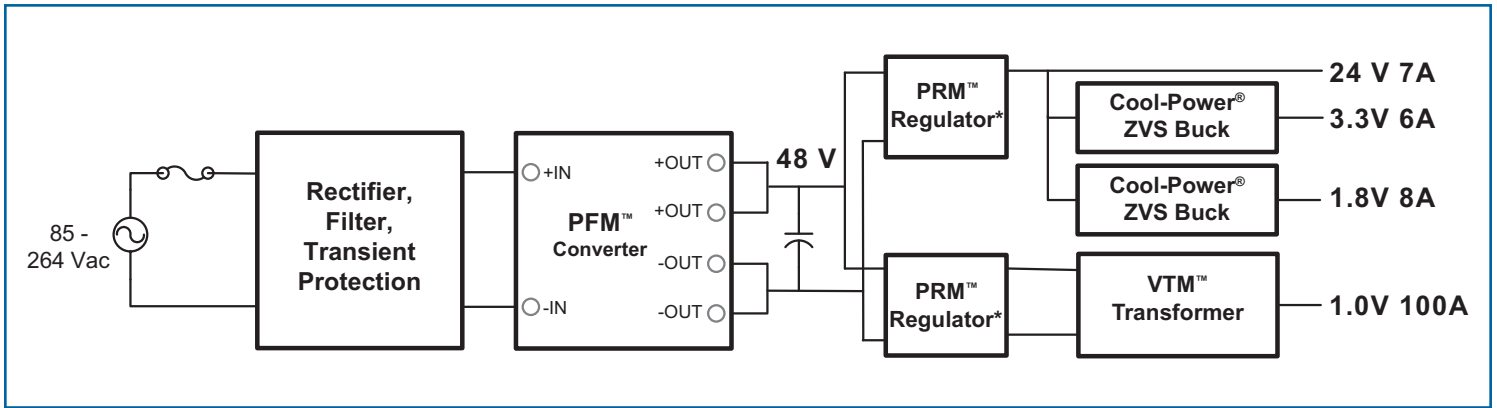 85 -
264 Vac
Rectifier,
Filter,
Transient
Protection
+IN
-IN
PFM™
Converter
+OUT
+OUT
-OUT
-OUT
48 V
PRM™
Regulator*
PRM™
Regulator*
Cool-Power®
ZVS Buck
Cool-Power®
ZVS Buck
VTM™
Transformer
24 V 7A
3.3V 6A
1.8V 8A
1.0V 100A